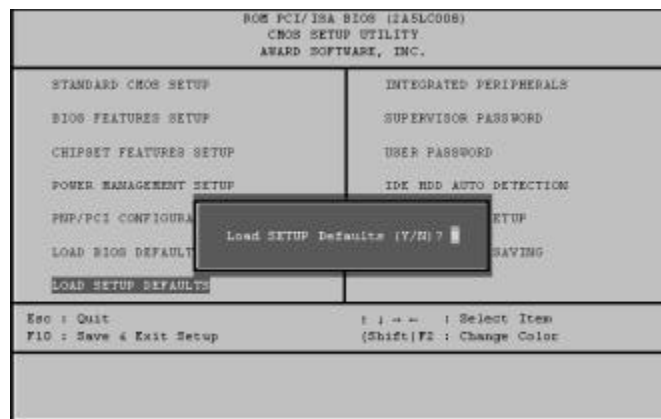 ROM PCI/ISA BIOS (2A5LC008)
CMOS SETUP UTILITY
AWARD SOFTWARE, INC.
STANDARD CMOS SETUP
BIOS FEATURES SETUP
CHIPSET FEATURES SETUP
POWER MANAGEMENT SETUP
PNP/PCI CONFIGURA
LOAD BIOS DEFAULT
LOAD SETUP DEFAULTS
INTEGRATED PERIPHERALS
SUPERVISOR PASSWORD
USER PASSWORD
IDE HDD AUTO DETECTION
ETUP
SAVING
Load SETUP Defaults (Y/N)?
Esc : Quit
F10 : Save & Exit Setup
↑ ↓ → ← : Select Item
(Shift)F2 : Change Color